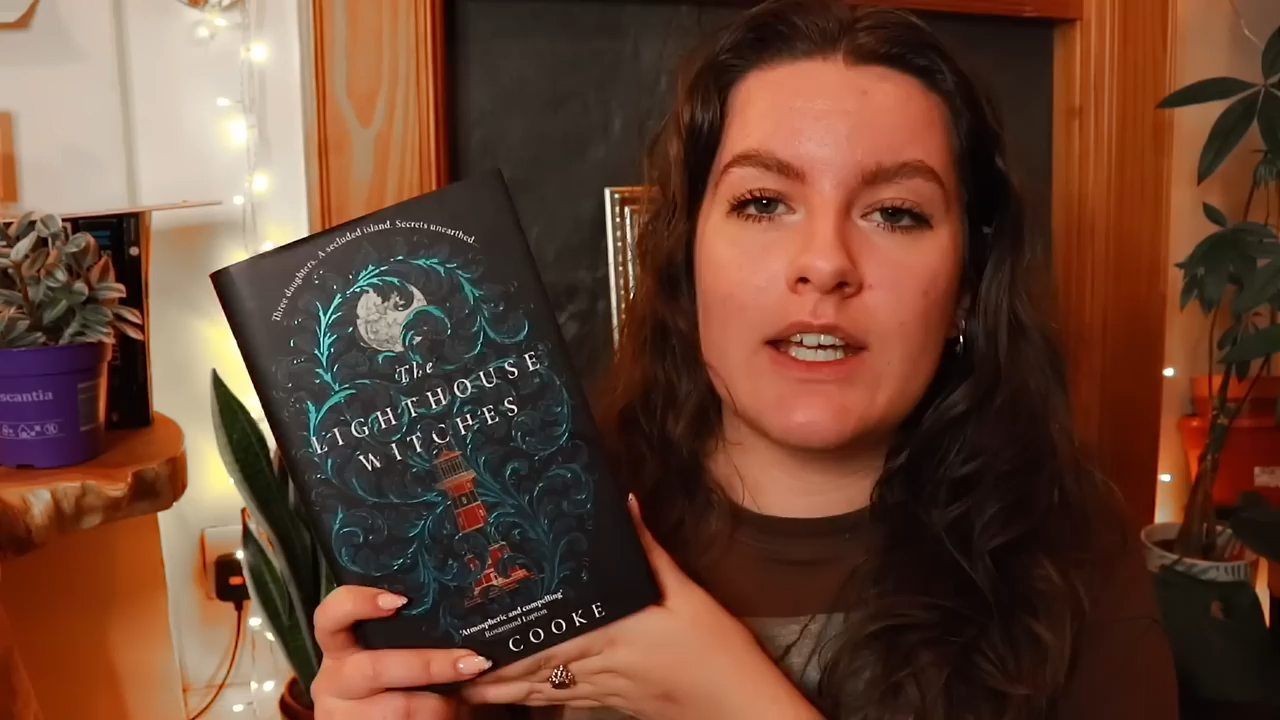 Three daughters. A secluded island. Secrets unearthed...
The
LIGHTHOUSE
WITCHES
'Atmospheric and compelling'
Rosamund Lupton
COOKE
scantia